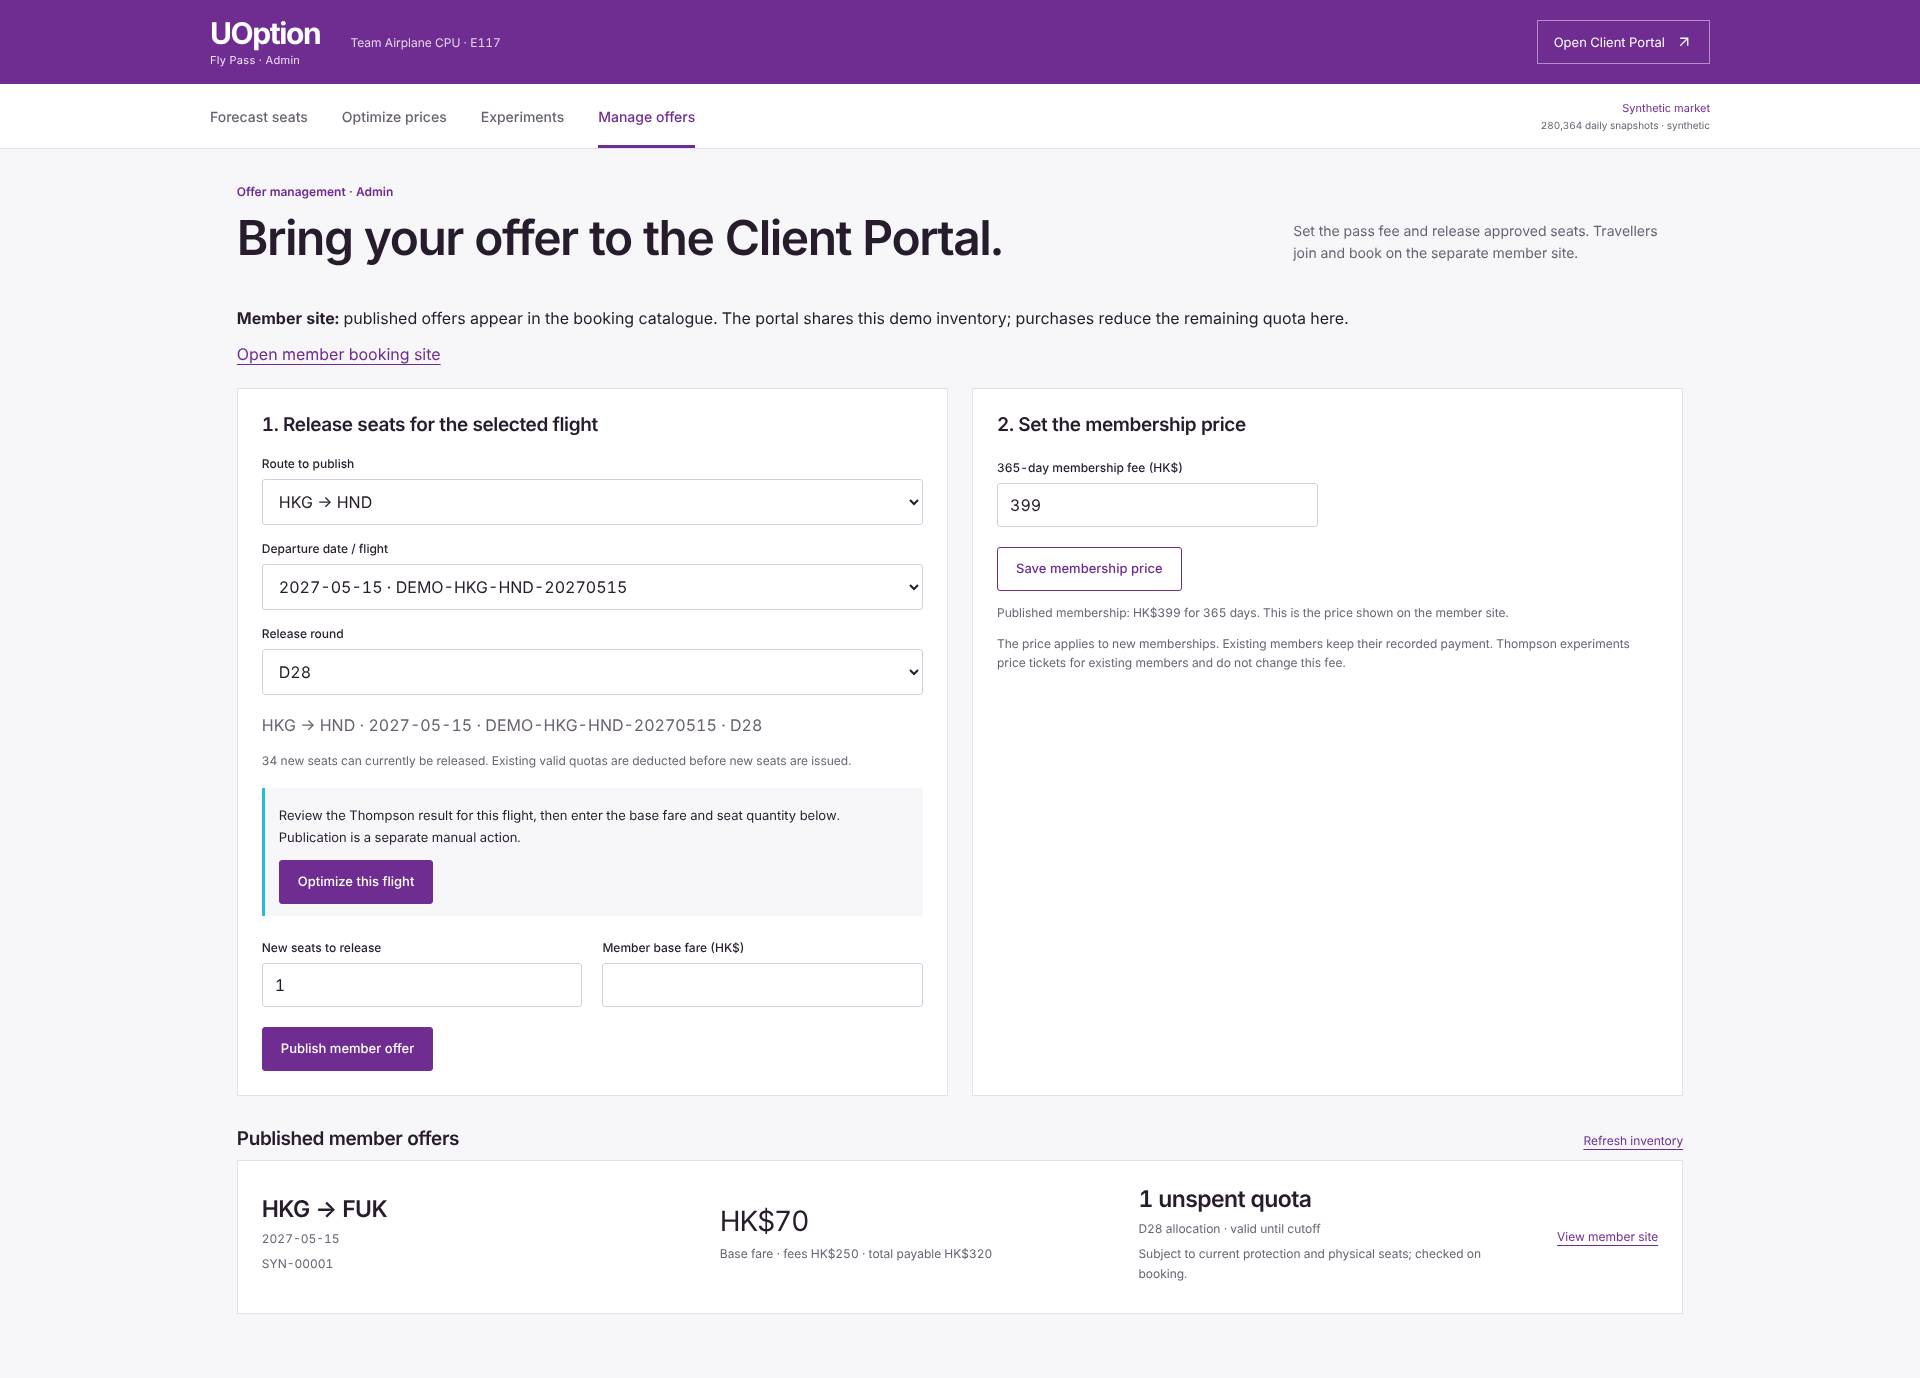 UOption
Fly Pass · Admin
Team Airplane CPU · E117
Open Client Portal
Forecast seats
Optimize prices
Experiments
Manage offers
Synthetic market
280,364 daily snapshots · synthetic
Offer management · Admin
Bring your offer to the Client Portal.
Set the pass fee and release approved seats. Travellers
join and book on the separate member site.
Member site: published offers appear in the booking catalogue. The portal shares this demo inventory; purchases reduce the remaining quota here.
Open member booking site
1. Release seats for the selected flight
Route to publish
HKG → HND
Departure date / flight
2027-05-15 · DEMO-HKG-HND-20270515
Release round
D28
HKG → HND · 2027-05-15 · DEMO-HKG-HND-20270515 · D28
34 new seats can currently be released. Existing valid quotas are deducted before new seats are issued.
Review the Thompson result for this flight, then enter the base fare and seat quantity below.
Publication is a separate manual action.
Optimize this flight
New seats to release
Member base fare (HK$)
1
Publish member offer
2. Set the membership price
365-day membership fee (HK$)
399
Save membership price
Published membership: HK$399 for 365 days. This is the price shown on the member site.
The price applies to new memberships. Existing members keep their recorded payment. Thompson experiments
price tickets for existing members and do not change this fee.
Published member offers
Refresh inventory
HKG → FUK
2027-05-15
SYN-00001
HK$70
Base fare · fees HK$250 · total payable HK$320
1 unspent quota
D28 allocation · valid until cutoff
Subject to current protection and physical seats; checked on
booking.
View member site